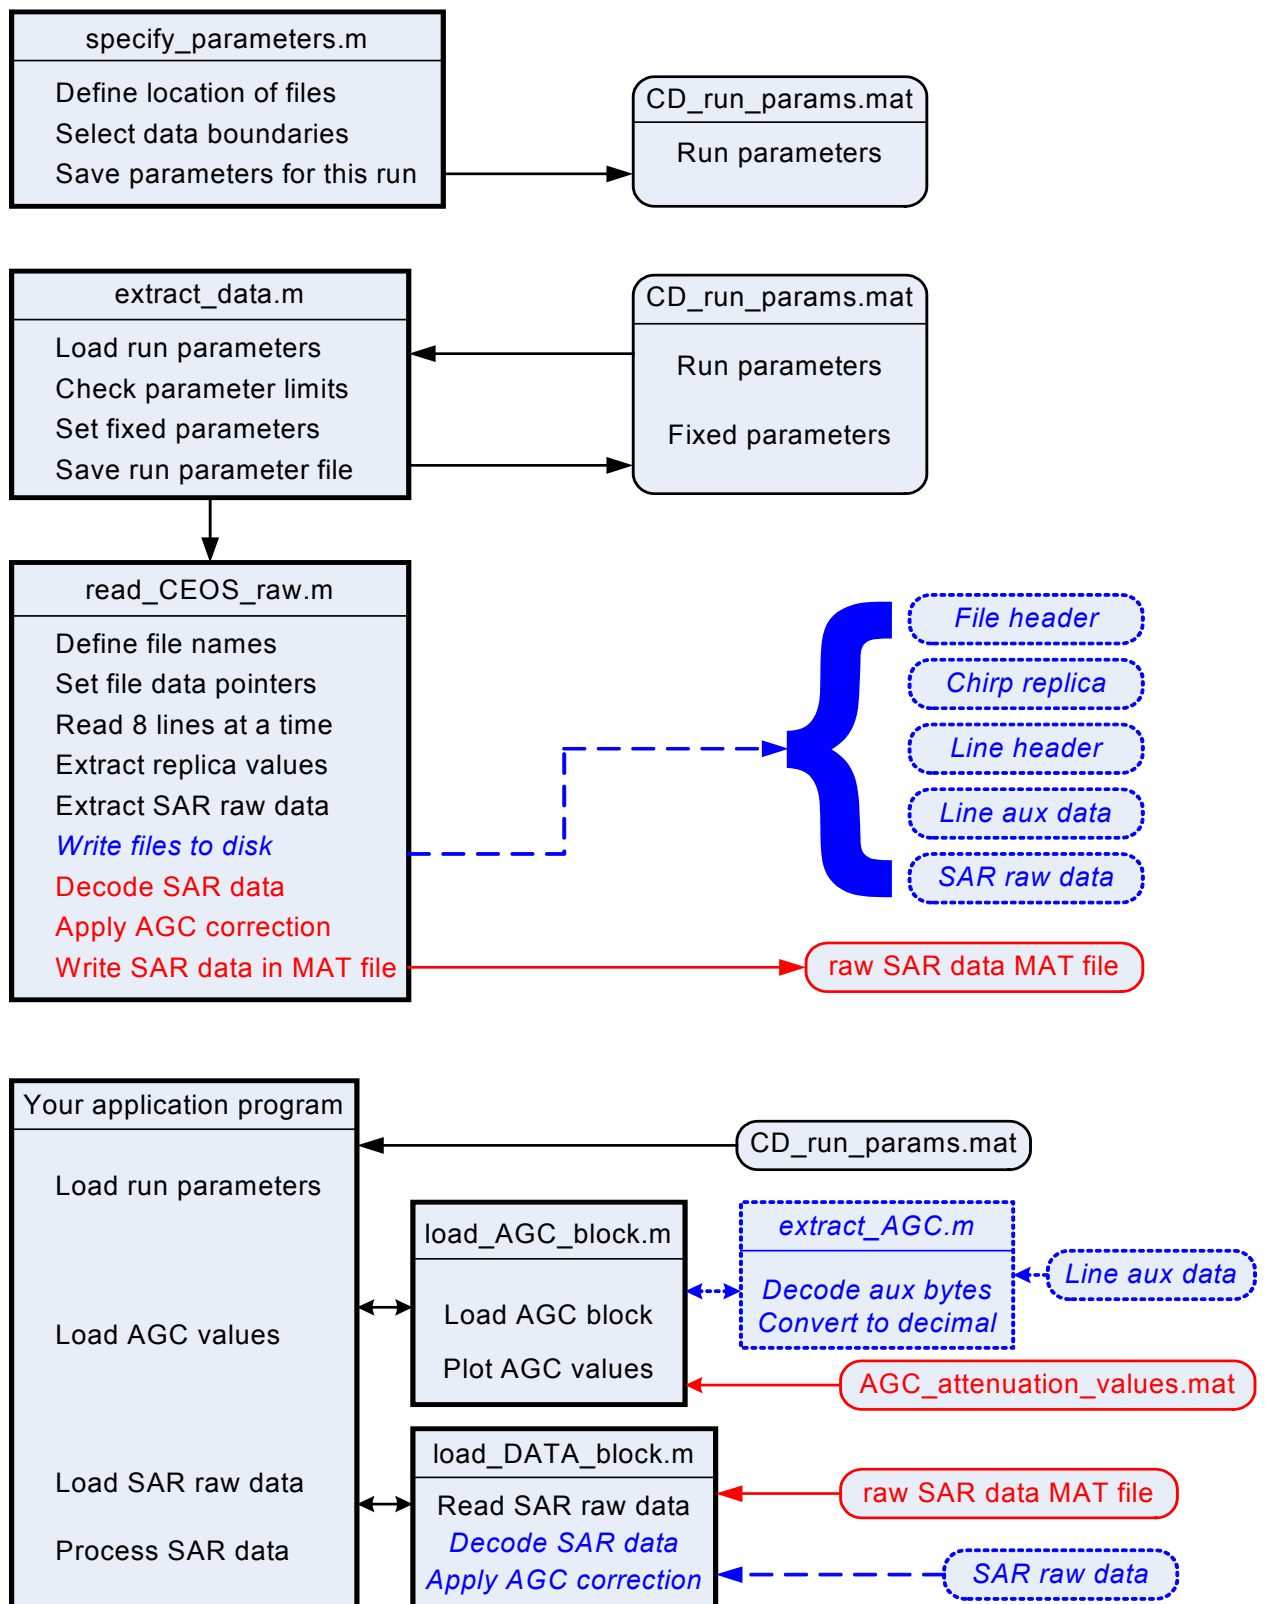 specify_parameters.m
Define location of files
Select data boundaries
Save parameters for this run
CD_run_params.mat
Run parameters
extract_data.m
Load run parameters
Check parameter limits
Set fixed parameters
Save run parameter file
CD_run_params.mat
Run parameters
Fixed parameters
read_CEOS_raw.m
Define file names
Set file data pointers
Read 8 lines at a time
Extract replica values
Extract SAR raw data
Write files to disk
Decode SAR data
Apply AGC correction
Write SAR data in MAT file
File header
Chirp replica
Line header
Line aux data
SAR raw data
raw SAR data MAT file
Your application program
Load run parameters
Load AGC values
Load SAR raw data
Process SAR data
CD_run_params.mat
load_AGC_block.m
Load AGC block
Plot AGC values
extract_AGC.m
Decode aux bytes
Convert to decimal
Line aux data
AGC_attenuation_values.mat
load_DATA_block.m
Read SAR raw data
Decode SAR data
Apply AGC correction
raw SAR data MAT file
SAR raw data